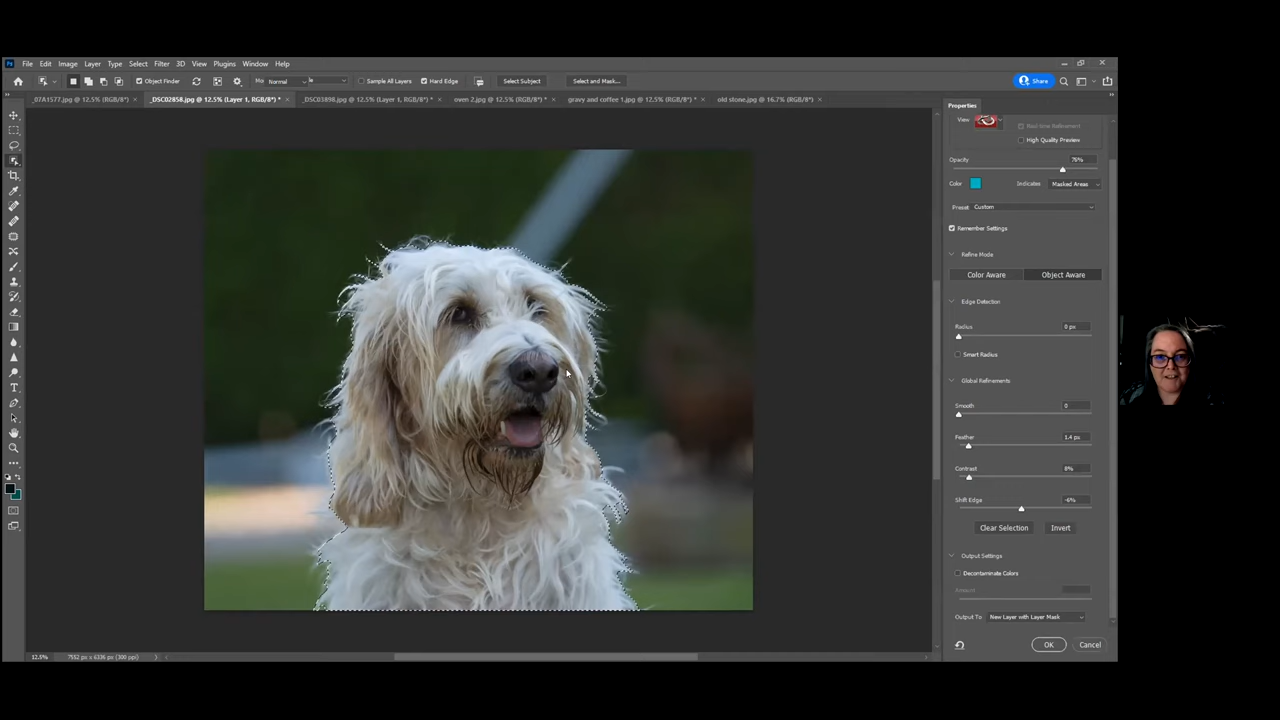 Ps File Edit Image Layer Type Select Filter 3D View Plugins Window Help
Object Finder Normal Sample All Layers Hard Edge Select Subject Select and Mask... Share
_07A1577.jpg @ 12.5% (RGB/8*) × _DSC02858.jpg @ 12.5% (Layer 1, RGB/8*) * × _DSC03898.jpg @ 12.5% (Layer 1, RGB/8*) * × oven 2.jpg @ 12.5% (RGB/8*) * × gravy and coffee 1.jpg @ 12.5% (RGB/8*) * × old stone.jpg @ 16.7% (RGB/8*) ×
Properties
View
Real-time Refinement
High Quality Preview
Opacity 76%
Color Indicates Masked Areas
Preset: Custom
Remember Settings
Refine Mode
Color Aware Object Aware
Edge Detection
Radius 0 px
Smart Radius
Global Refinements
Smooth 0
Feather 1.4 px
Contrast 8%
Shift Edge -6%
Clear Selection Invert
Output Settings
Decontaminate Colors
Amount
Output To New Layer with Layer Mask
OK Cancel
12.5% 7552 px x 6336 px (300 ppi)